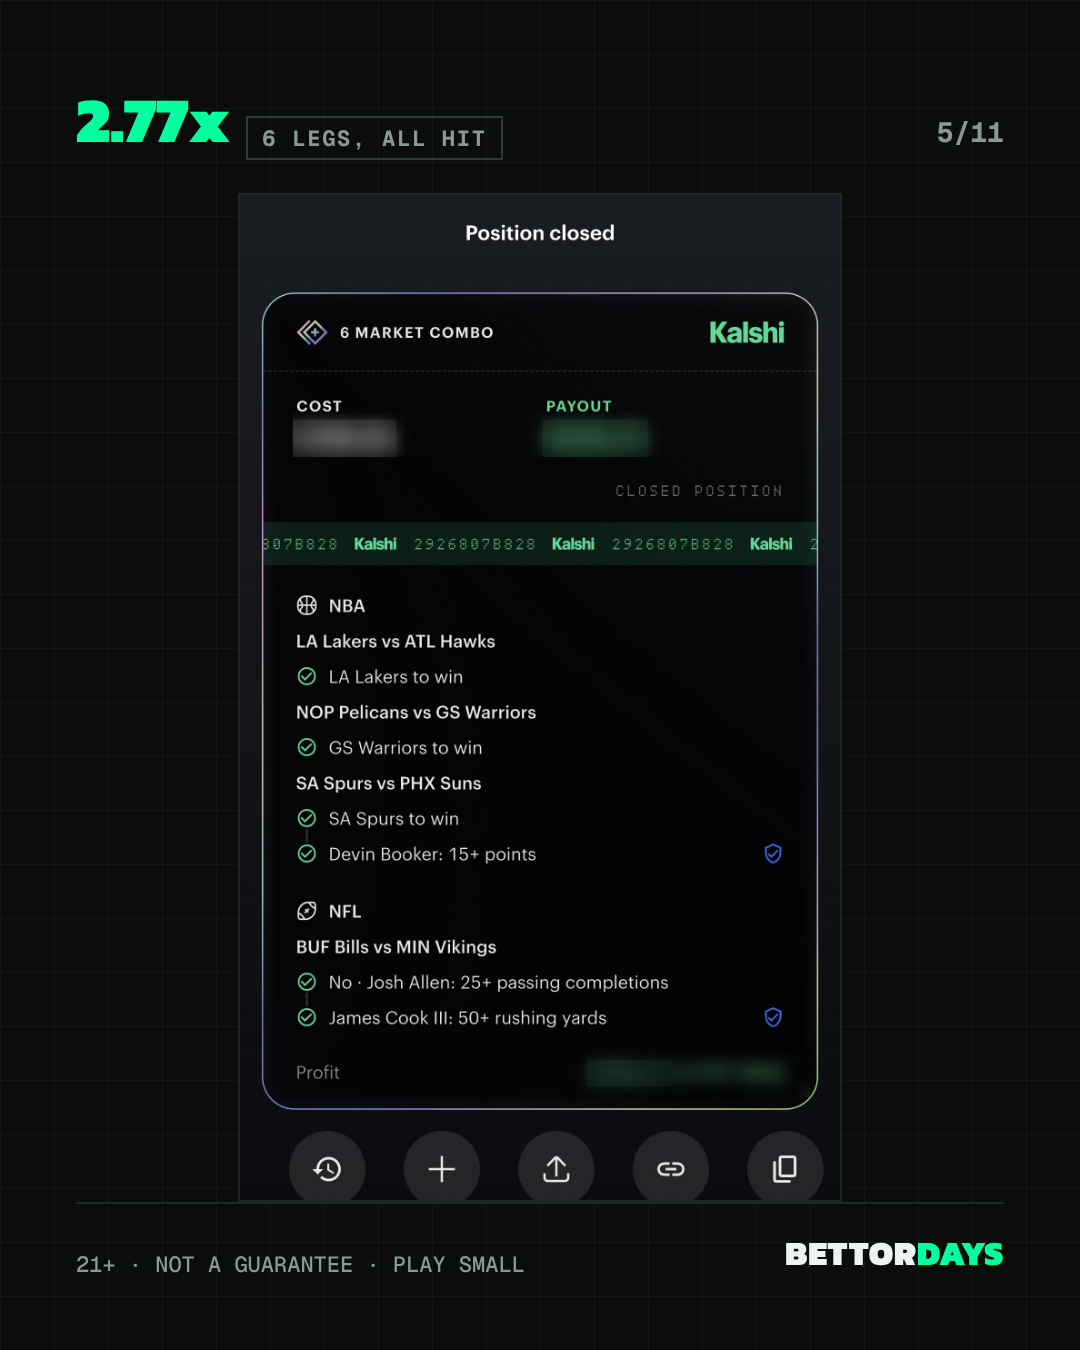 2.77x
6 LEGS, ALL HIT
5/11
Position closed
6 MARKET COMBO
Kalshi
COST
PAYOUT
CLOSED POSITION
807B828 Kalshi 2926807B828 Kalshi 2926807B828 Kalshi 2
NBA
LA Lakers vs ATL Hawks
LA Lakers to win
NOP Pelicans vs GS Warriors
GS Warriors to win
SA Spurs vs PHX Suns
SA Spurs to win
Devin Booker: 15+ points
NFL
BUF Bills vs MIN Vikings
No · Josh Allen: 25+ passing completions
James Cook III: 50+ rushing yards
Profit
21+ · NOT A GUARANTEE · PLAY SMALL
BETTORDAYS